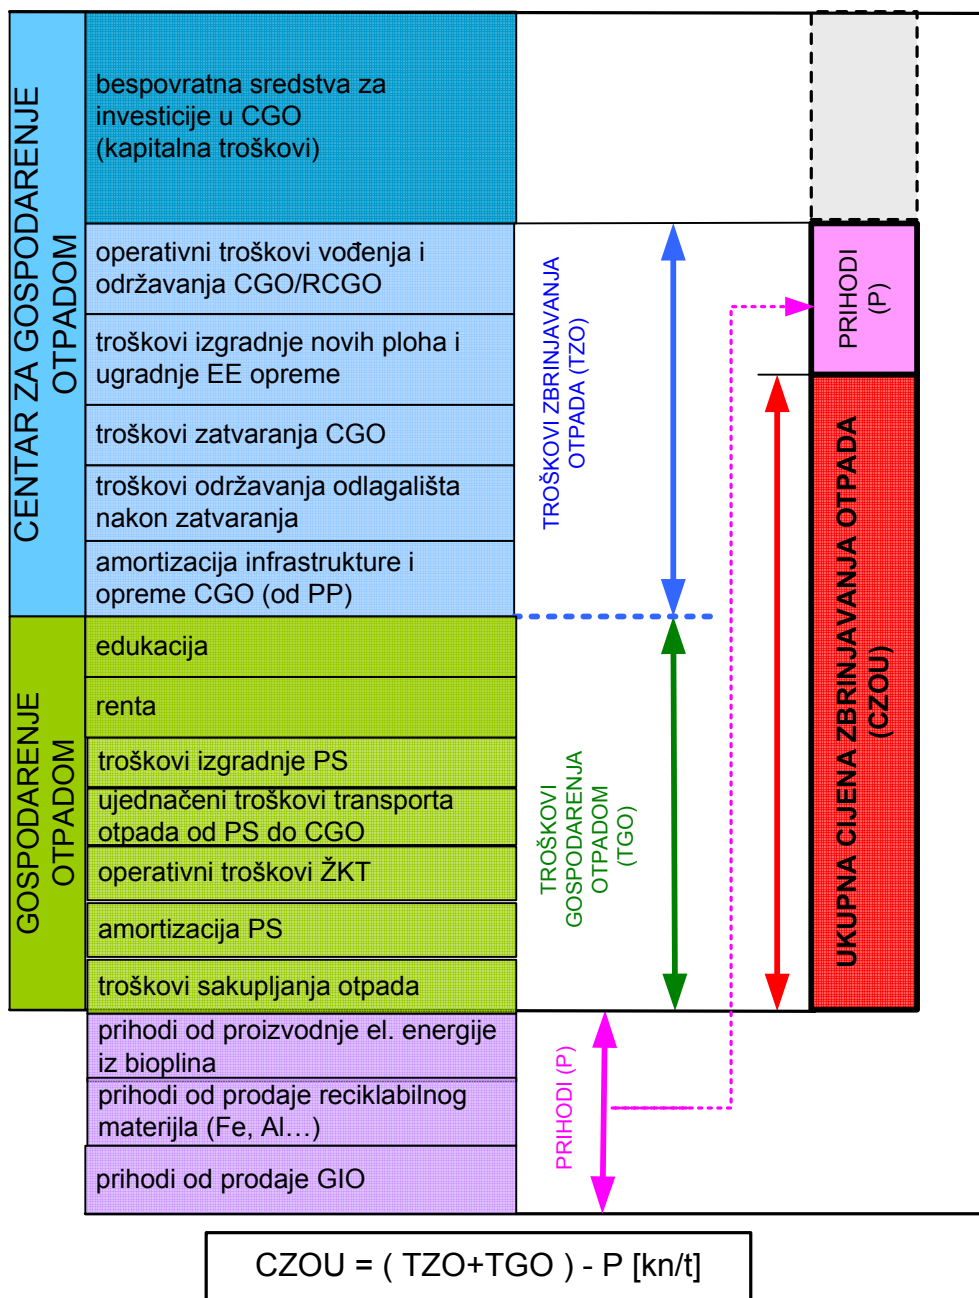 CENTAR ZA GOSPODARENJE
OTPADOM
bespovratna sredstva za
investicije u CGO
(kapitalna troškovi)
operativni troškovi vođenja i
održavanja CGO/RCGO
troškovi izgradnje novih ploha i
ugradnje EE opreme
troškovi zatvaranja CGO
troškovi održavanja odlagališta
nakon zatvaranja
amortizacija infrastrukture i
opreme CGO (od PP)
GOSPODARENJE
OTPADOM
edukacija
renta
troškovi izgradnje PS
ujednačeni troškovi transporta
otpada od PS do CGO
operativni troškovi ŽKT
amortizacija PS
troškovi sakupljanja otpada
prihodi od proizvodnje el. energije
iz bioplina
prihodi od prodaje reciklabilnog
materijla (Fe, Al…)
prihodi od prodaje GIO
TROŠKOVI ZBRINJAVANJA
OTPADA (TZO)
TROŠKOVI
GOSPODARENJA
OTPADOM
(TGO)
PRIHODI (P)
PRIHODI
(P)
UKUPNA CIJENA ZBRINJAVANJA OTPADA
(CZOU)
CZOU = ( TZO+TGO ) - P [kn/t]